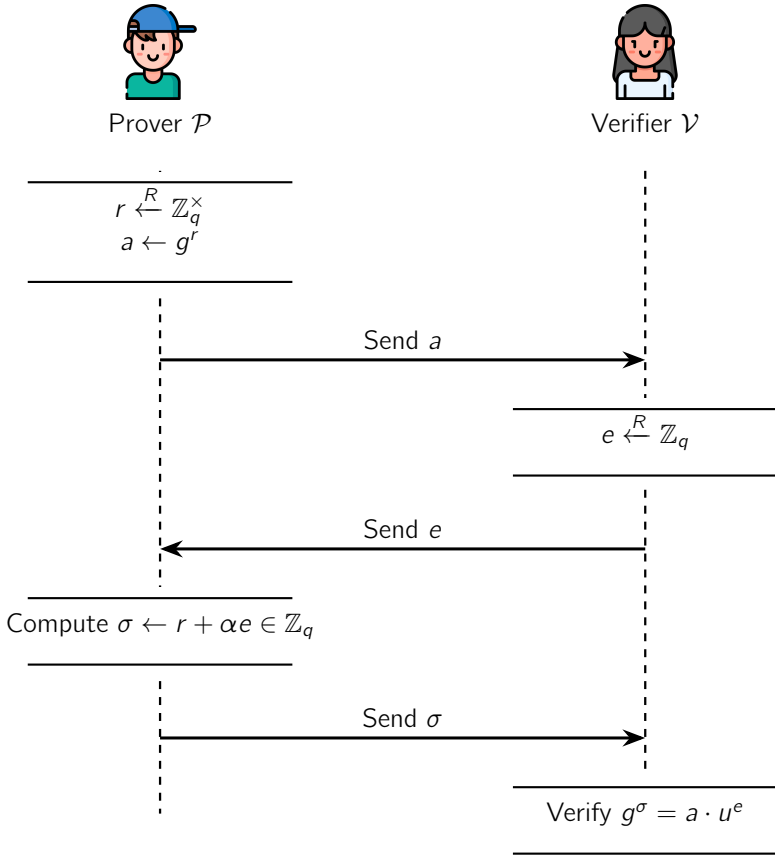 Prover 𝒫
Verifier 𝒱
r ←ᴿ ℤ_q^×
a ← g^r
Send a
e ←ᴿ ℤ_q
Send e
Compute σ ← r + αe ∈ ℤ_q
Send σ
Verify g^σ = a · u^e